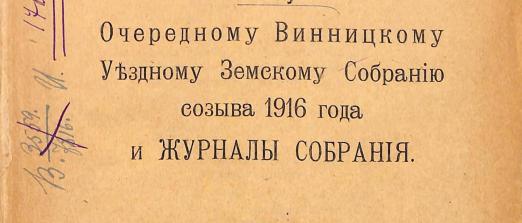 Очередному Винницкому
Уѣздному Земскому Собранію
созыва 1916 года
и ЖУРНАЛЫ СОБРАНІЯ.